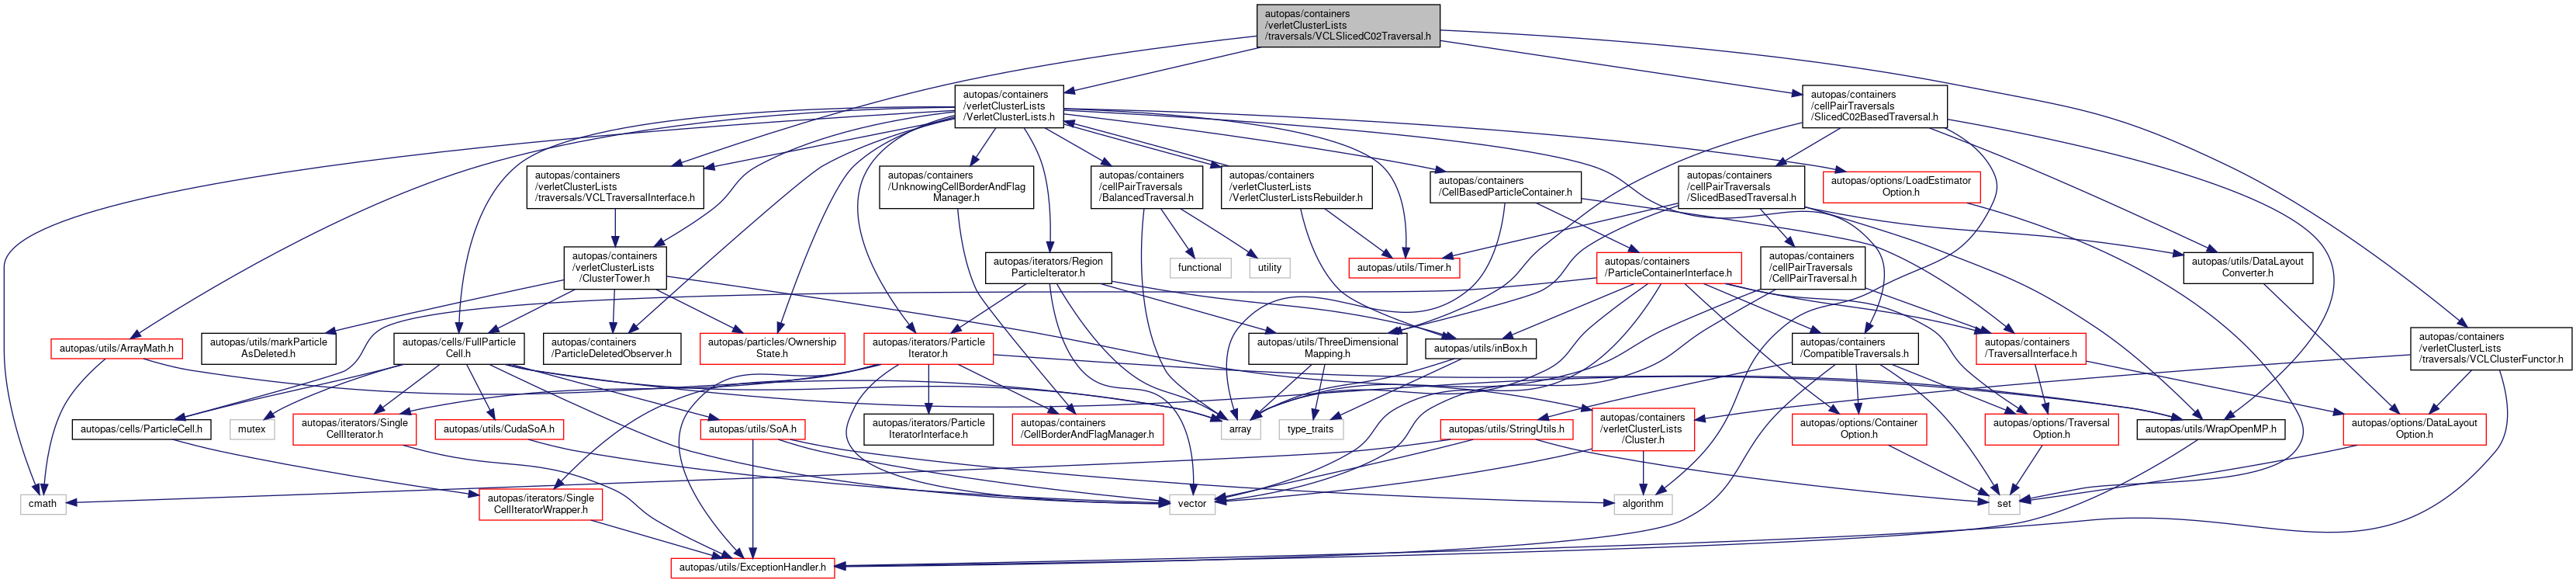 autopas/containers
/verletClusterLists
/traversals/VCLSlicedC02Traversal.h
autopas/containers
/verletClusterLists
/VerletClusterLists.h
autopas/containers
/cellPairTraversals
/SlicedC02BasedTraversal.h
autopas/containers
/verletClusterLists
/traversals/VCLTraversalInterface.h
autopas/containers
/UnknowingCellBorderAndFlag
Manager.h
autopas/containers
/cellPairTraversals
/BalancedTraversal.h
autopas/containers
/verletClusterLists
/VerletClusterListsRebuilder.h
autopas/containers
/CellBasedParticleContainer.h
autopas/containers
/cellPairTraversals
/SlicedBasedTraversal.h
autopas/options/LoadEstimator
Option.h
autopas/containers
/verletClusterLists
/ClusterTower.h
autopas/iterators/Region
ParticleIterator.h
functional
utility
autopas/utils/Timer.h
autopas/containers
/ParticleContainerInterface.h
autopas/containers
/cellPairTraversals
/CellPairTraversal.h
autopas/utils/DataLayout
Converter.h
autopas/utils/ArrayMath.h
autopas/utils/markParticle
AsDeleted.h
autopas/cells/FullParticle
Cell.h
autopas/containers
/ParticleDeletedObserver.h
autopas/particles/Ownership
State.h
autopas/iterators/Particle
Iterator.h
autopas/utils/ThreeDimensional
Mapping.h
autopas/utils/inBox.h
autopas/containers
/CompatibleTraversals.h
autopas/containers
/TraversalInterface.h
autopas/containers
/verletClusterLists
/traversals/VCLClusterFunctor.h
autopas/cells/ParticleCell.h
mutex
autopas/iterators/Single
CellIterator.h
autopas/utils/CudaSoA.h
autopas/utils/SoA.h
autopas/iterators/Particle
IteratorInterface.h
autopas/containers
/CellBorderAndFlagManager.h
array
type_traits
autopas/utils/StringUtils.h
autopas/containers
/verletClusterLists
/Cluster.h
autopas/options/Container
Option.h
autopas/options/Traversal
Option.h
autopas/utils/WrapOpenMP.h
autopas/options/DataLayout
Option.h
cmath
autopas/iterators/Single
CellIteratorWrapper.h
vector
algorithm
set
autopas/utils/ExceptionHandler.h